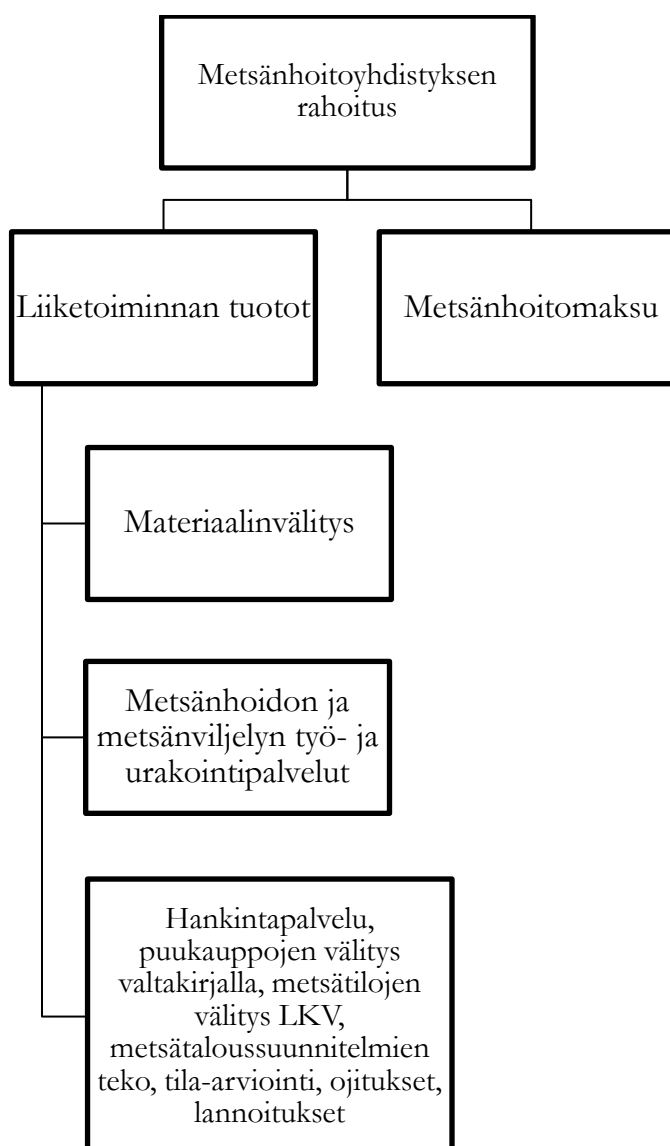 Metsänhoitoyhdistyksen
rahoitus
Liiketoiminnan tuotot
Metsänhoitomaksu
Materiaalinvälitys
Metsänhoidon ja
metsänviljelyn työ- ja
urakointipalvelut
Hankintapalvelu,
puukauppojen välitys
valtakirjalla, metsätilojen
välitys LKV,
metsätaloussuunnitelmien
teko, tila-arviointi, ojitukset,
lannoitukset